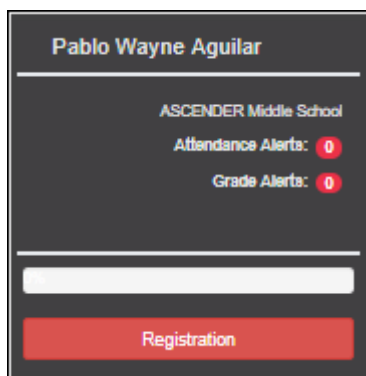 Pablo Wayne Aguilar
ASCENDER Middle School
Attendance Alerts: 0
Grade Alerts: 0
Registration